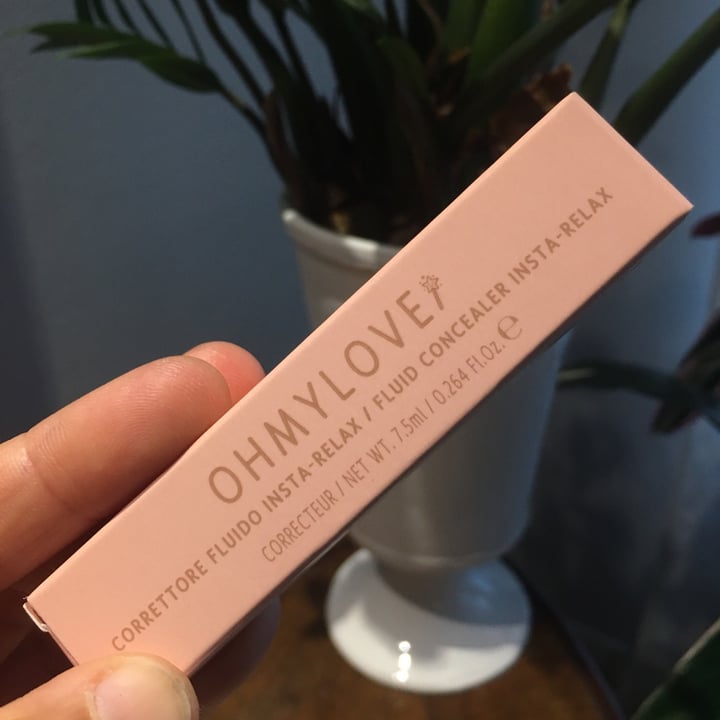 OHMYLOVE
CORRETTORE FLUIDO INSTA-RELAX / FLUID CONCEALER INSTA-RELAX
CORRECTEUR / NET WT. 7.5ml / 0.264 Fl.Oz. ℮